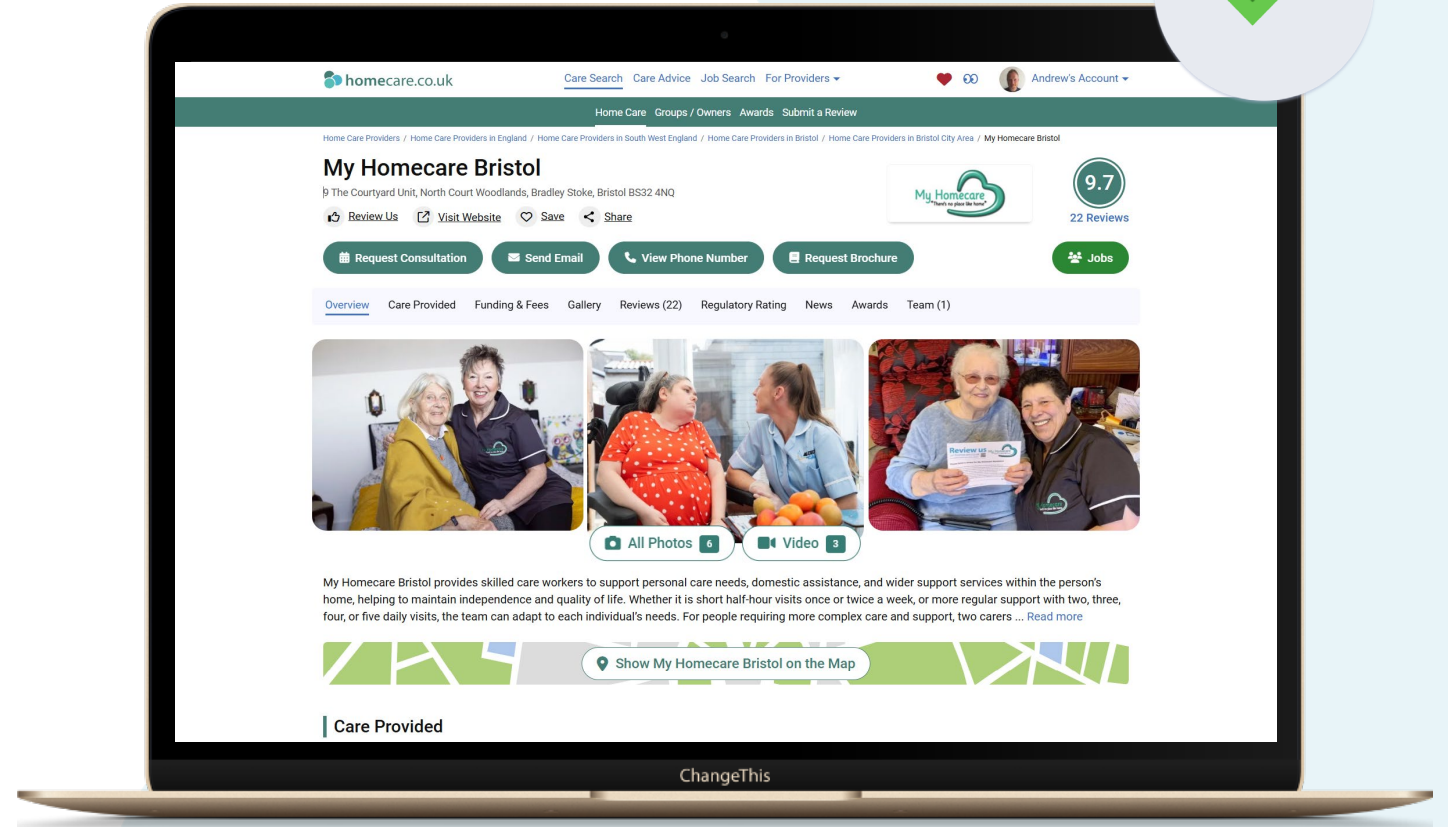 homecare.co.uk
Care Search Care Advice Job Search For Providers
Andrew's Account
Home Care Groups / Owners Awards Submit a Review
Home Care Providers / Home Care Providers in England / Home Care Providers in South West England / Home Care Providers in Bristol / Home Care Providers in Bristol City Area / My Homecare Bristol
My Homecare Bristol
9 The Courtyard Unit, North Court Woodlands, Bradley Stoke, Bristol BS32 4NQ
My Homecare
"There's no place like home"
9.7
22 Reviews
Review Us Visit Website Save Share
Request Consultation Send Email View Phone Number Request Brochure Jobs
Overview Care Provided Funding & Fees Gallery Reviews (22) Regulatory Rating News Awards Team (1)
Review us
All Photos 6 Video 3
My Homecare Bristol provides skilled care workers to support personal care needs, domestic assistance, and wider support services within the person's
home, helping to maintain independence and quality of life. Whether it is short half-hour visits once or twice a week, or more regular support with two, three,
four, or five daily visits, the team can adapt to each individual's needs. For people requiring more complex care and support, two carers ... Read more
Show My Homecare Bristol on the Map
Care Provided
ChangeThis